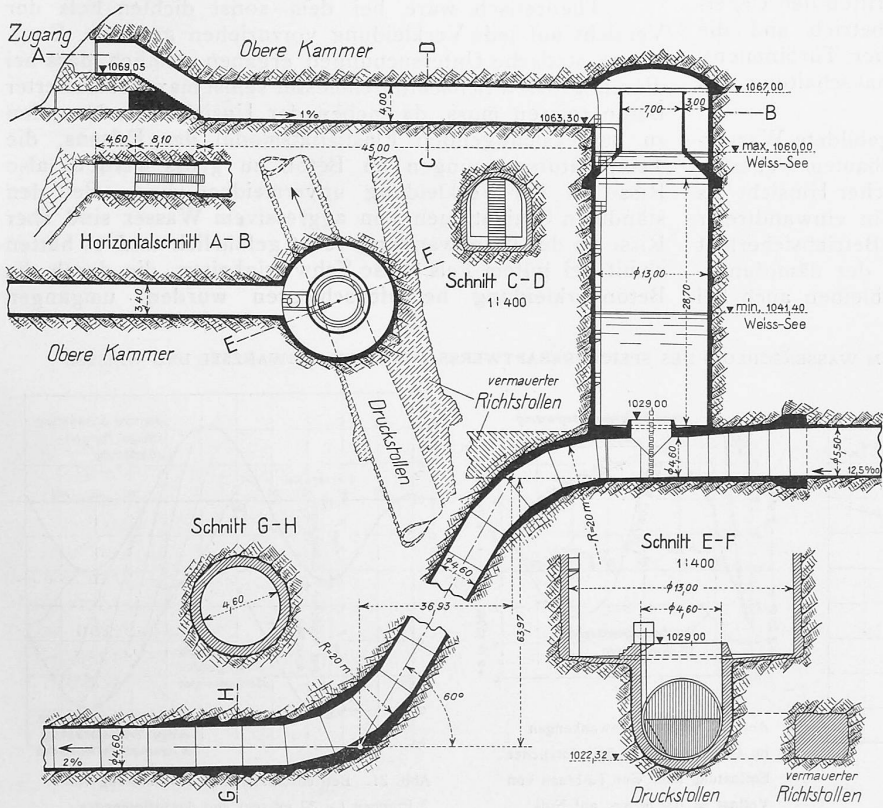 Zugang
A
1069,05
Obere Kammer
D
4,00
1%
C
1063,30
7,00
3,00
1067,00
B
max. 1060,00
Weiss-See
4,60
8,10
45,00
Horizontalschnitt A-B
3,40
Obere Kammer
E
F
Schnitt C-D
1:400
ϕ13,00
28,70
min. 1041,40
Weiss-See
Druckstollen
vermauerter
Richtstollen
1029,00
ϕ4,60
ϕ5,50
12,5‰
R=20m
Schnitt G-H
4,60
ϕ4,60
36,93
63,97
R=20m
60°
H
G
2%
ϕ4,60
Schnitt E-F
1:400
ϕ13,00
ϕ4,60
1029,00
1022,32
Druckstollen
vermauerter
Richtstollen